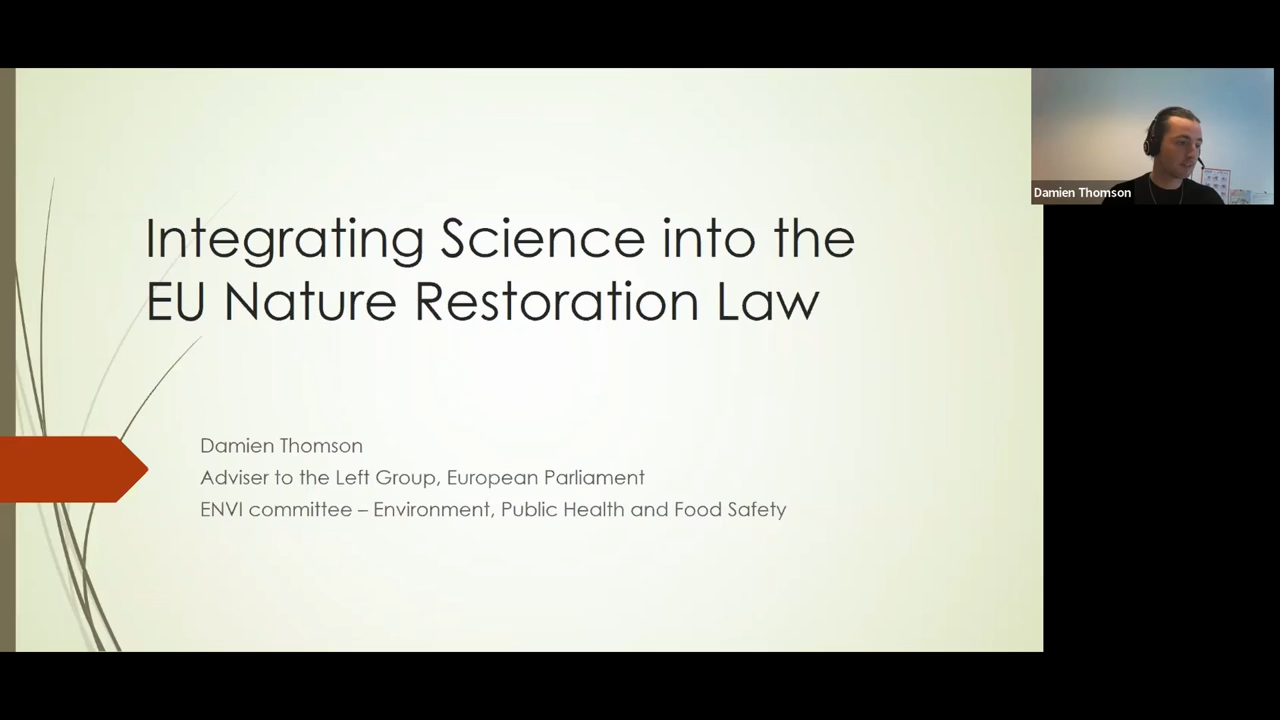 Integrating Science into the
EU Nature Restoration Law
Damien Thomson
Adviser to the Left Group, European Parliament
ENVI committee – Environment, Public Health and Food Safety
Damien Thomson